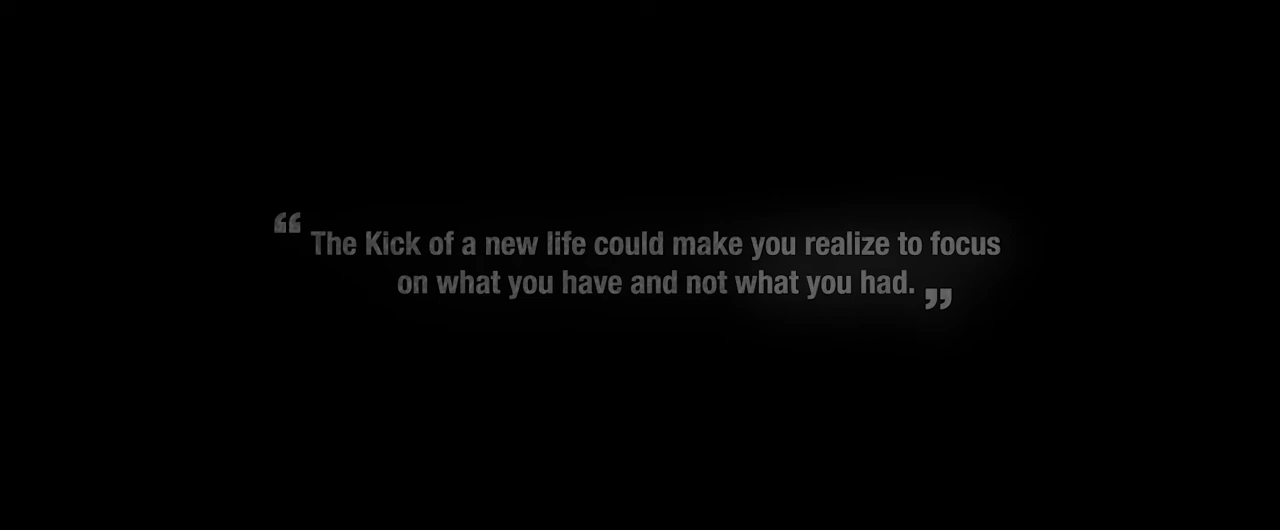 “ The Kick of a new life could make you realize to focus
on what you have and not what you had. ”